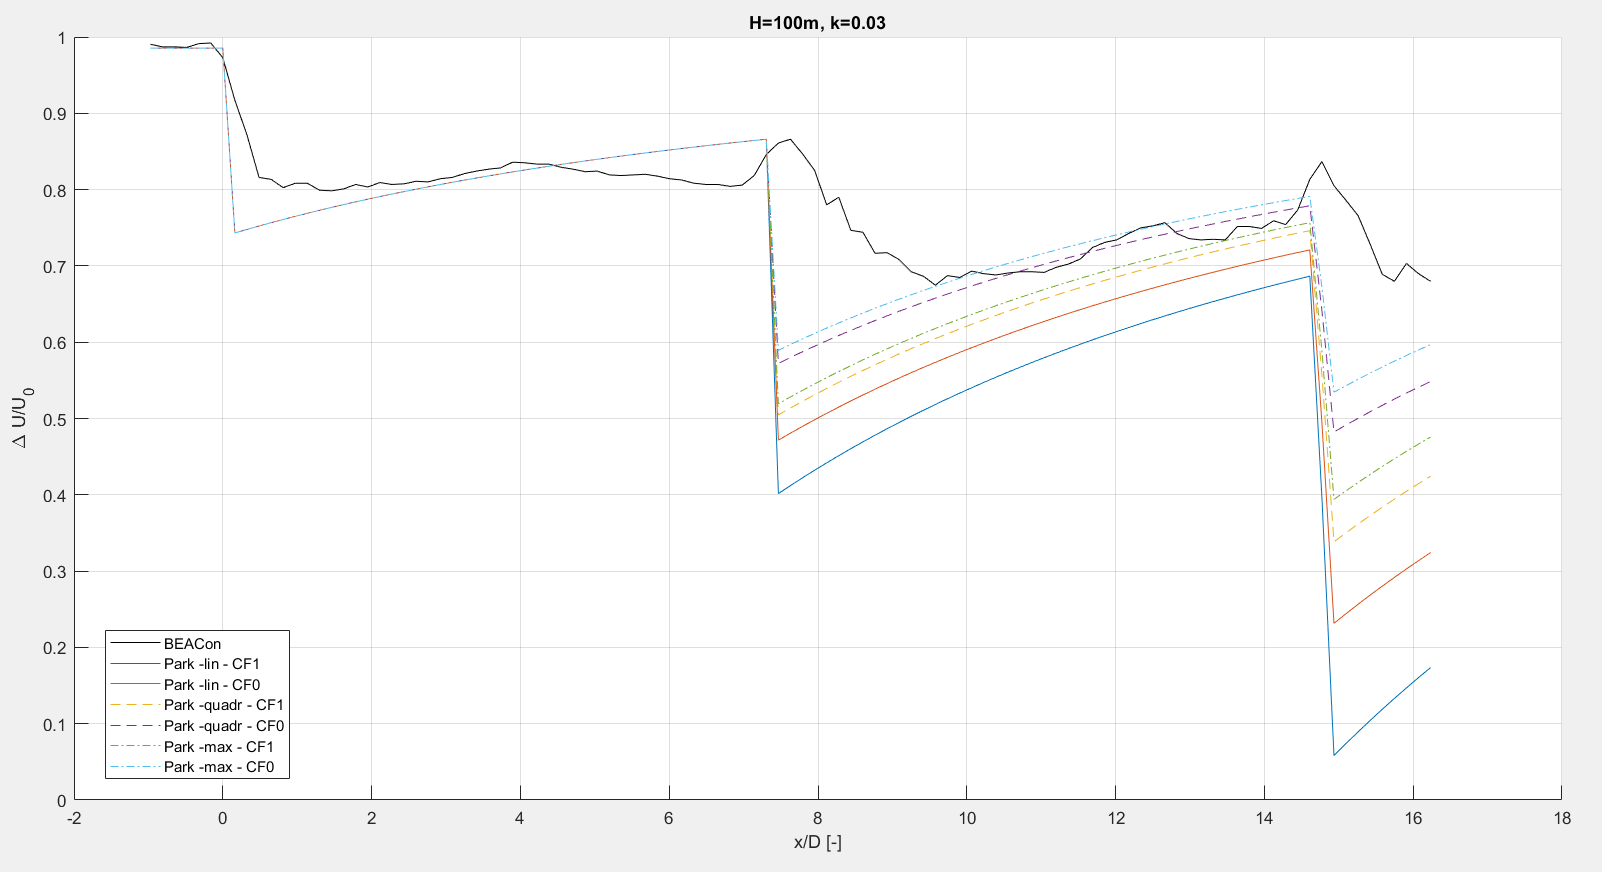 H=100m, k=0.03
1
0.9
0.8
0.7
0.6
0.5
0.4
0.3
0.2
0.1
0
Δ U/U0
BEACon
Park -lin - CF1
Park -lin - CF0
Park -quadr - CF1
Park -quadr - CF0
Park -max - CF1
Park -max - CF0
-2 0 2 4 6 8 10 12 14 16 18
x/D [-]